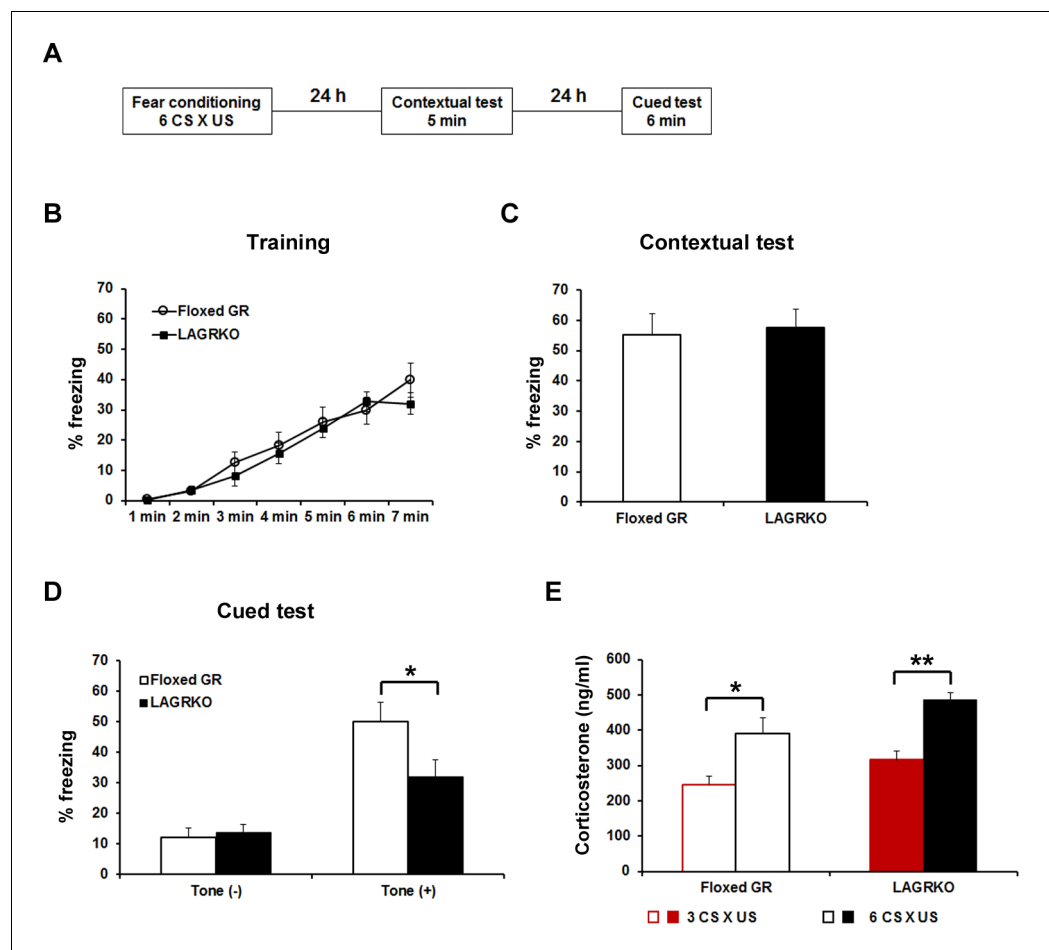 A
Fear conditioning
6 CS X US
24 h
Contextual test
5 min
24 h
Cued test
6 min
B
Training
% freezing
70
60
50
40
30
20
10
0
Floxed GR
LAGRKO
1 min 2 min 3 min 4 min 5 min 6 min 7 min
C
Contextual test
% freezing
70
60
50
40
30
20
10
0
Floxed GR LAGRKO
D
Cued test
% freezing
70
60
50
40
30
20
10
0
Floxed GR
LAGRKO
*
Tone (-) Tone (+)
E
Corticosterone (ng/ml)
600
500
400
300
200
100
0
*
**
Floxed GR LAGRKO
3 CS X US 6 CS X US